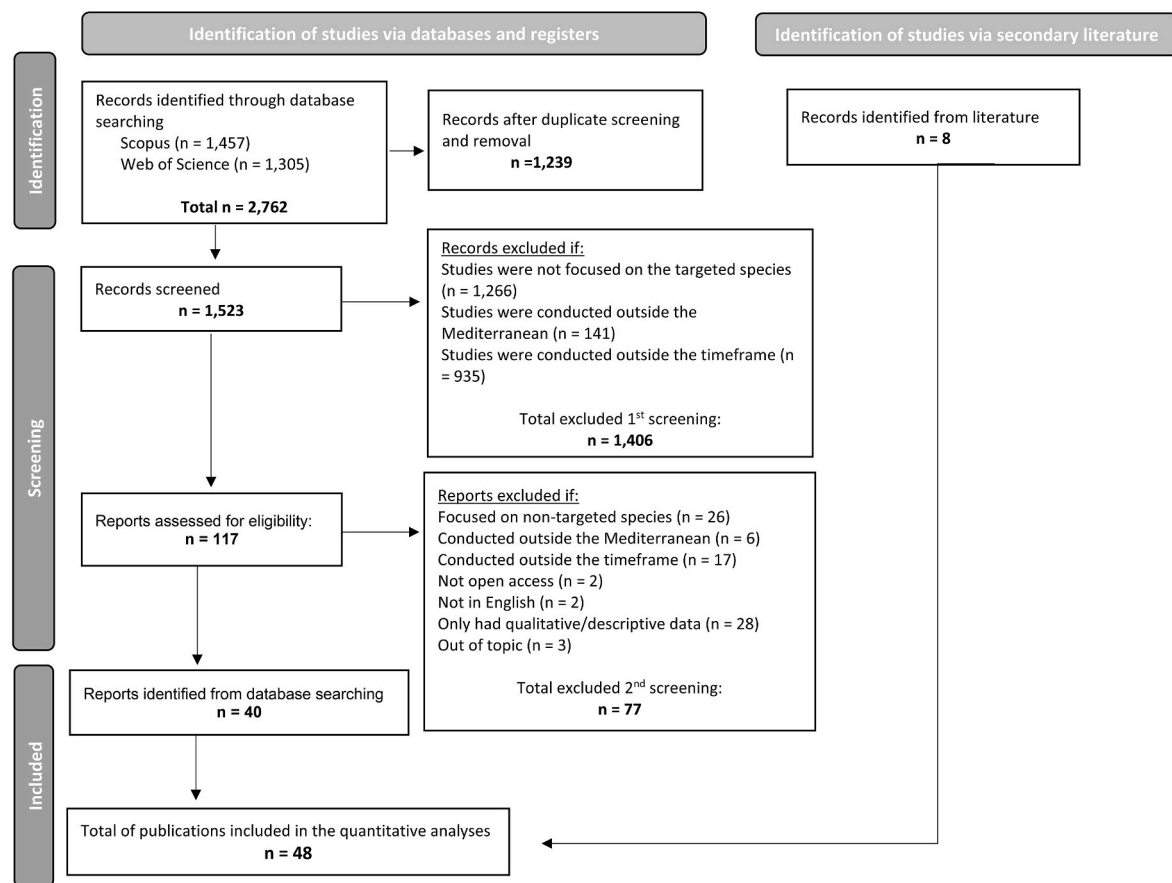 Identification of studies via databases and registers
Identification of studies via secondary literature
Identification
Records identified through database
searching
Scopus (n = 1,457)
Web of Science (n = 1,305)
Total n = 2,762
Records after duplicate screening
and removal
n =1,239
Records identified from literature
n = 8
Screening
Records screened
n = 1,523
Records excluded if:
Studies were not focused on the targeted species
(n = 1,266)
Studies were conducted outside the
Mediterranean (n = 141)
Studies were conducted outside the timeframe (n
= 935)
Total excluded 1st screening:
n = 1,406
Reports assessed for eligibility:
n = 117
Reports excluded if:
Focused on non-targeted species (n = 26)
Conducted outside the Mediterranean (n = 6)
Conducted outside the timeframe (n = 17)
Not open access (n = 2)
Not in English (n = 2)
Only had qualitative/descriptive data (n = 28)
Out of topic (n = 3)
Total excluded 2nd screening:
n = 77
Included
Reports identified from database searching
n = 40
Total of publications included in the quantitative analyses
n = 48